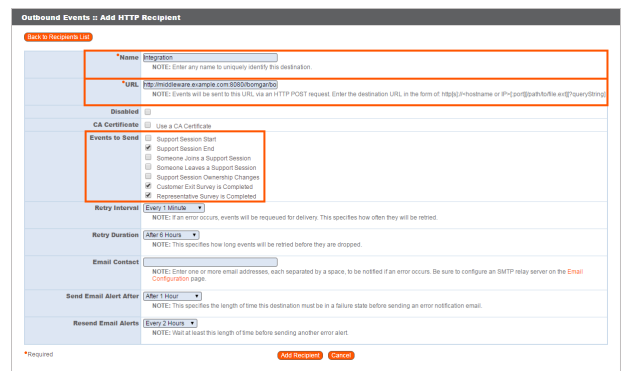 Outbound Events :: Add HTTP Recipient
Back to Recipients List
*Name Integration
NOTE: Enter any name to uniquely identify this destination.
*URL http://middleware.example.com:8080//bomgar/bo
NOTE: Events will be sent to this URL via an HTTP POST request. Enter the destination URL in the form of: http[s]://<hostname or IP>[:port][/path/to/file.ext][?queryString]
Disabled
CA Certificate Use a CA Certificate
Events to Send Support Session Start
Support Session End
Someone Joins a Support Session
Someone Leaves a Support Session
Support Session Ownership Changes
Customer Exit Survey is Completed
Representative Survey is Completed
Retry Interval Every 1 Minute
NOTE: If an error occurs, events will be requeued for delivery. This specifies how often they will be retried.
Retry Duration After 6 Hours
NOTE: This specifies how long events will be retried before they are dropped.
Email Contact
NOTE: Enter one or more email addresses, each separated by a space, to be notified if an error occurs. Be sure to configure an SMTP relay server on the Email
Configuration page.
Send Email Alert After After 1 Hour
NOTE: This specifies the length of time this destination must be in a failure state before sending an error notification email.
Resend Email Alerts Every 2 Hours
NOTE: Wait at least this length of time before sending another error alert.
*Required Add Recipient Cancel